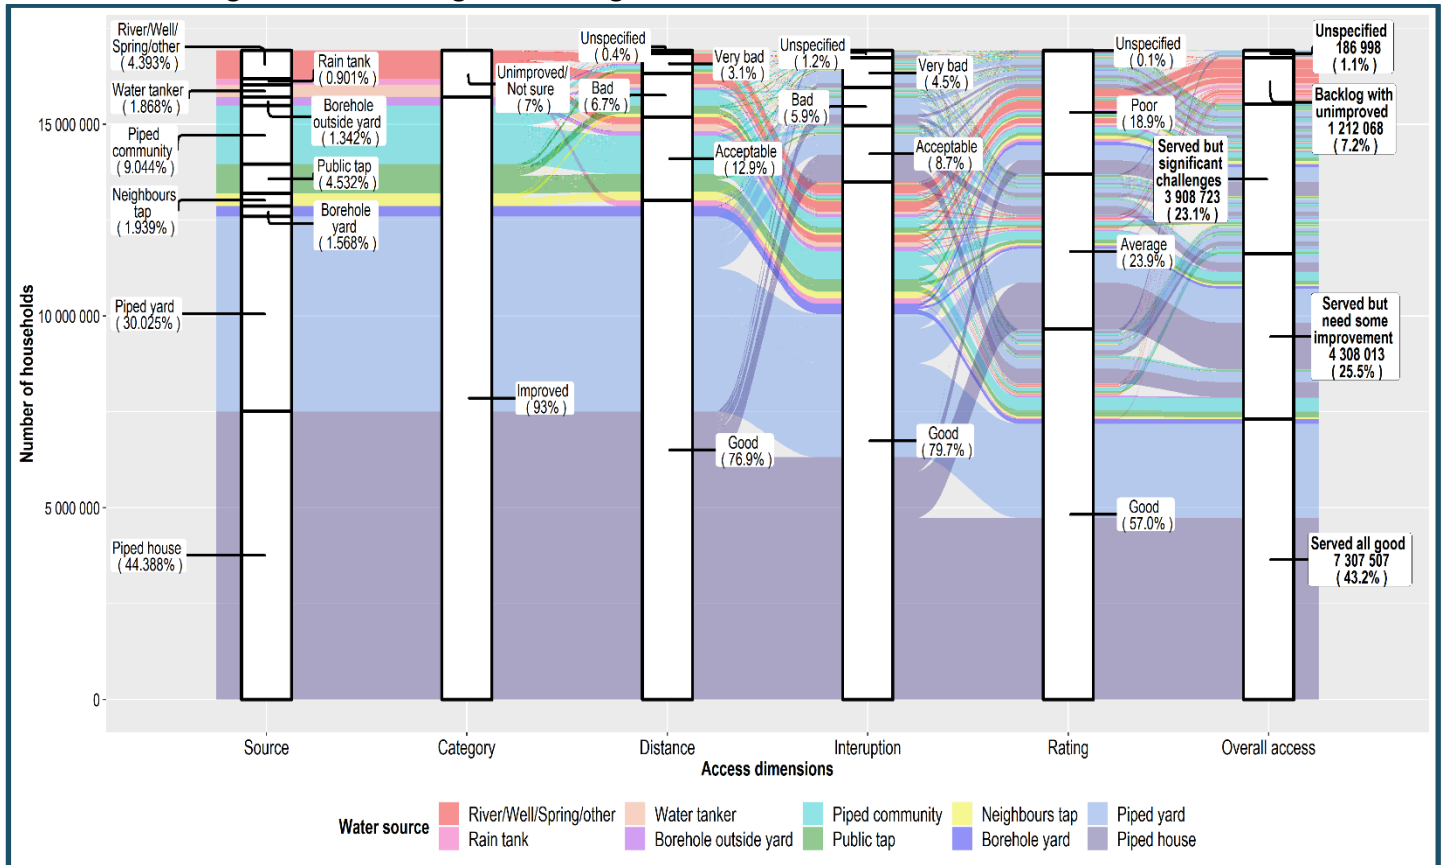 River/Well/
Spring/other
( 4.393% )
Rain tank
( 0.901% )
Water tanker
( 1.868% )
Borehole
outside yard
( 1.342% )
Piped
community
( 9.044% )
Public tap
( 4.532% )
Neighbours
tap
( 1.939% )
Borehole
yard
( 1.568% )
Piped yard
( 30.025% )
Piped house
( 44.388% )
Unimproved/
Not sure
( 7% )
Improved
( 93% )
Unspecified
( 0.4% )
Very bad
( 3.1% )
Bad
( 6.7% )
Acceptable
( 12.9% )
Good
( 76.9% )
Unspecified
( 1.2% )
Very bad
( 4.5% )
Bad
( 5.9% )
Acceptable
( 8.7% )
Good
( 79.7% )
Unspecified
( 0.1% )
Poor
( 18.9% )
Average
( 23.9% )
Good
( 57.0% )
Unspecified
186 998
( 1.1% )
Backlog with
unimproved
1 212 068
( 7.2% )
Served but
significant
challenges
3 908 723
( 23.1% )
Served but
need some
improvement
4 308 013
( 25.5% )
Served all good
7 307 507
( 43.2% )
Number of households
15 000 000
10 000 000
5 000 000
0
Source Category Distance Interuption Rating Overall access
Access dimensions
Water source
River/Well/Spring/other Water tanker Piped community Neighbours tap Piped yard
Rain tank Borehole outside yard Public tap Borehole yard Piped house